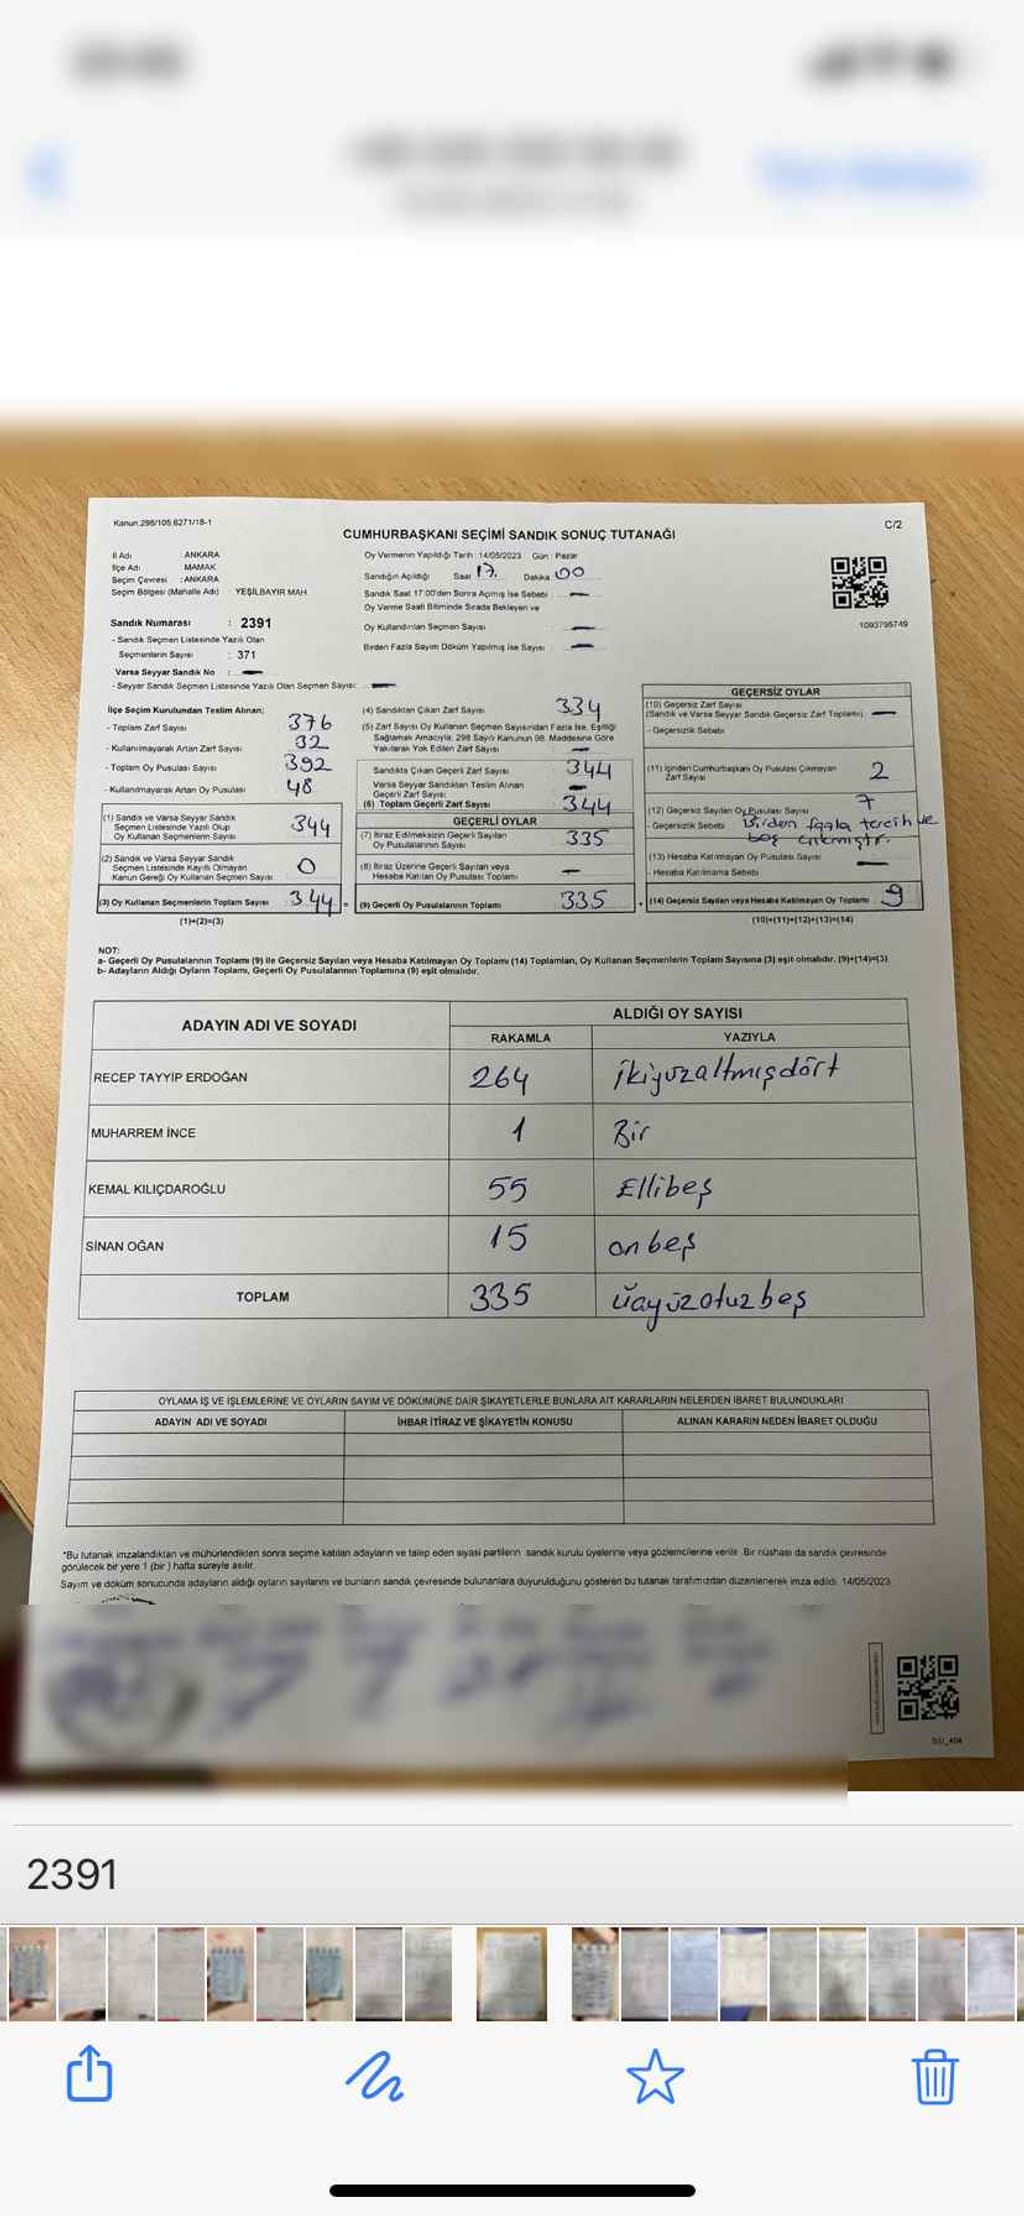 Kanun.298/105.6271/18-1
C/2
CUMHURBAŞKANI SEÇİMİ SANDIK SONUÇ TUTANAĞI
İl Adı : ANKARA
İlçe Adı : MAMAK
Seçim Çevresi : ANKARA
Seçim Bölgesi (Mahalle Adı) : YEŞİLBAYIR MAH.
Sandık Numarası : 2391
- Sandık Seçmen Listesinde Yazılı Olan
Seçmenlerin Sayısı : 371
Varsa Seyyar Sandık No : —
- Seyyar Sandık Seçmen Listesinde Yazılı Olan Seçmen Sayısı: —
Oy Vermenin Yapıldığı Tarih : 14/05/2023 Gün : Pazar
Sandığın Açıldığı Saat 17. Dakika 00
Sandık Saat 17:00'den Sonra Açılmış İse Sebebi : —
Oy Verme Saati Bitiminde Sırada Bekleyen ve
Oy Kullandırılan Seçmen Sayısı : —
Birden Fazla Sayım Döküm Yapılmış İse Sayısı : —
1093795749
İlçe Seçim Kurulundan Teslim Alınan;
- Toplam Zarf Sayısı 376
- Kullanılmayarak Artan Zarf Sayısı 32
- Toplam Oy Pusulası Sayısı 392
- Kullanılmayarak Artan Oy Pusulası 48
(1) Sandık ve Varsa Seyyar Sandık
Seçmen Listesinde Yazılı Olup
Oy Kullanan Seçmenlerin Sayısı 344
(2) Sandık ve Varsa Seyyar Sandık
Seçmen Listesinde Kayıtlı Olmayan
Kanun Gereği Oy Kullanan Seçmen Sayısı 0
(3) Oy Kullanan Seçmenlerin Toplam Sayısı 344 =
(1)+(2)=(3)
(4) Sandıktan Çıkan Zarf Sayısı 334
(5) Zarf Sayısı Oy Kullanan Seçmen Sayısından Fazla İse, Eşitliği
Sağlamak Amacıyla; 298 Sayılı Kanunun 98. Maddesine Göre
Yakılarak Yok Edilen Zarf Sayısı —
Sandıkta Çıkan Geçerli Zarf Sayısı 344
Varsa Seyyar Sandıktan Teslim Alınan
Geçerli Zarf Sayısı —
(6) Toplam Geçerli Zarf Sayısı 344
GEÇERLİ OYLAR
(7) İtiraz Edilmeksizin Geçerli Sayılan
Oy Pusulalarının Sayısı 335
(8) İtiraz Üzerine Geçerli Sayılan veya
Hesaba Katılan Oy Pusulası Toplamı —
(9) Geçerli Oy Pusulalarının Toplamı 335 +
GEÇERSİZ OYLAR
(10) Geçersiz Zarf Sayısı
(Sandık ve Varsa Seyyar Sandık Geçersiz Zarf Toplamı) —
- Geçersizlik Sebebi
(11) İçinden Cumhurbaşkanı Oy Pusulası Çıkmayan
Zarf Sayısı 2
(12) Geçersiz Sayılan Oy Pusulası Sayısı 7
- Geçersizlik Sebebi Birden fazla tercih ve
boş çıkmıştır.
(13) Hesaba Katılmayan Oy Pusulası Sayısı —
- Hesaba Katılmama Sebebi
(14) Geçersiz Sayılan veya Hesaba Katılmayan Oy Toplamı 9
(10)+(11)+(12)+(13)=(14)
NOT:
a- Geçerli Oy Pusulalarının Toplamı (9) ile Geçersiz Sayılan veya Hesaba Katılmayan Oy Toplamı (14) Toplamları, Oy Kullanan Seçmenlerin Toplam Sayısına (3) eşit olmalıdır. (9)+(14)=(3)
b- Adayların Aldığı Oyların Toplamı, Geçerli Oy Pusulalarının Toplamına (9) eşit olmalıdır.
ADAYIN ADI VE SOYADI
ALDIĞI OY SAYISI
RAKAMLA YAZIYLA
RECEP TAYYİP ERDOĞAN 264 ikiyüzaltmışdört
MUHARREM İNCE 1 Bir
KEMAL KILIÇDAROĞLU 55 Ellibeş
SİNAN OĞAN 15 onbeş
TOPLAM 335 üçyüzotuzbeş
OYLAMA İŞ VE İŞLEMLERİNE VE OYLARIN SAYIM VE DÖKÜMÜNE DAİR ŞİKAYETLERLE BUNLARA AİT KARARLARIN NELERDEN İBARET BULUNDUKLARI
ADAYIN ADI VE SOYADI İHBAR İTİRAZ VE ŞİKAYETİN KONUSU ALINAN KARARIN NEDEN İBARET OLDUĞU
*Bu tutanak imzalandıktan ve mühürlendikten sonra seçime katılan adayların ve talep eden siyasi partilerin sandık kurulu üyelerine veya gözlemcilerine verilir. Bir nüshası da sandık çevresinde
görülecek bir yere 1 (bir) hafta süreyle asılır.
Sayım ve döküm sonucunda adayların aldığı oyların sayılarını ve bunların sandık çevresinde bulunanlara duyurulduğunu gösteren bu tutanak tarafımızdan düzenlenerek imza edildi. 14/05/2023
2391